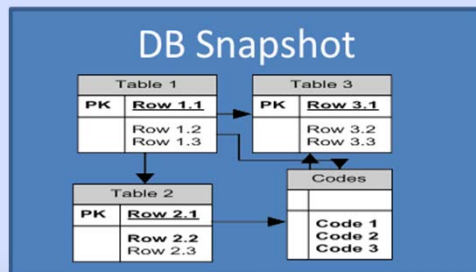 DB Snapshot
Table 1
PK Row 1.1
Row 1.2
Row 1.3
Table 3
PK Row 3.1
Row 3.2
Row 3.3
Table 2
PK Row 2.1
Row 2.2
Row 2.3
Codes
Code 1
Code 2
Code 3